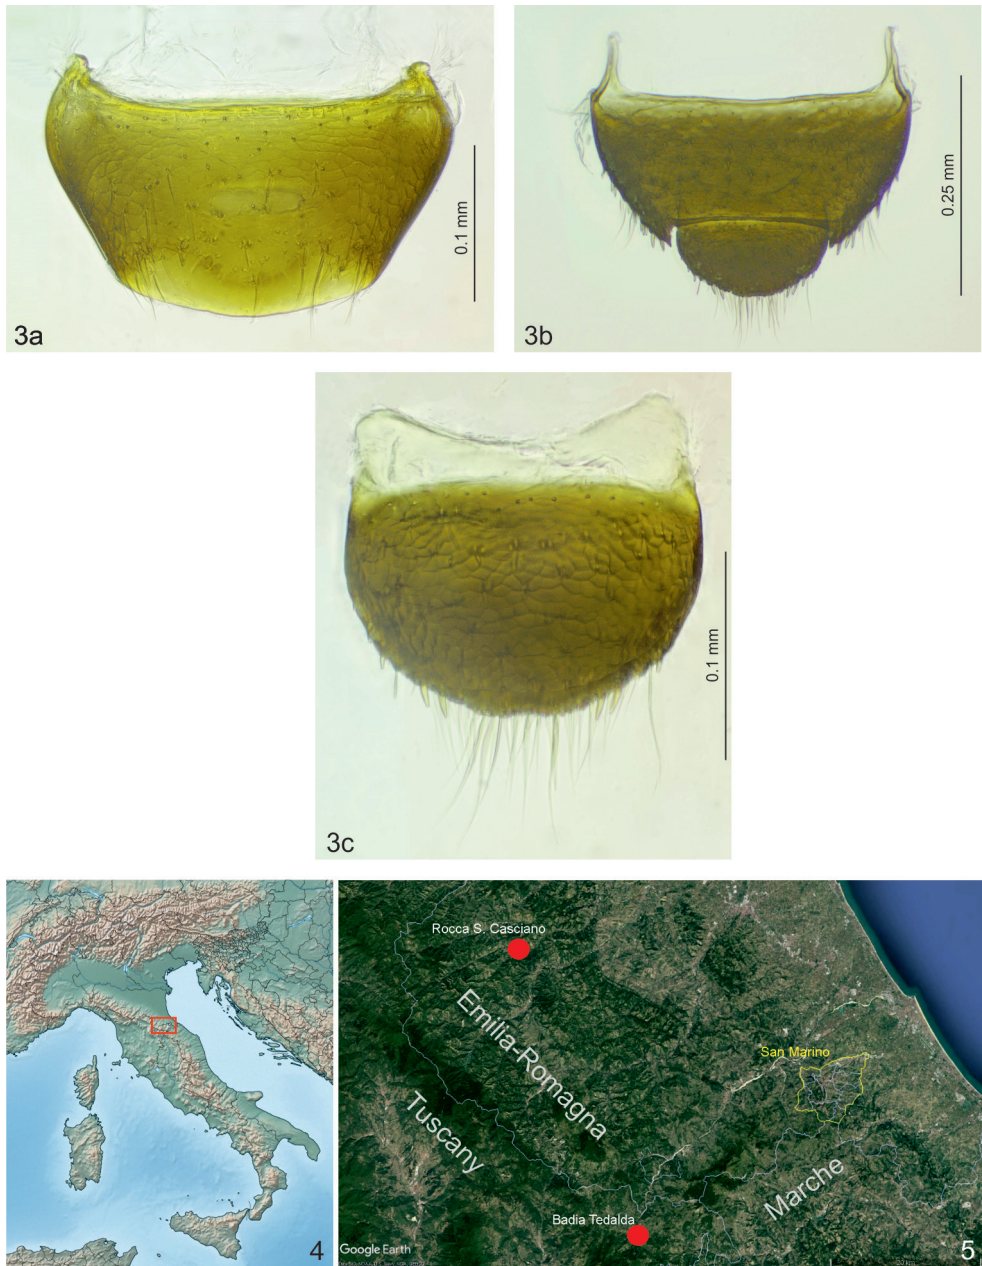 0.1 mm
3a
0.25 mm
3b
0.1 mm
3c
4
Rocca S. Casciano
Emilia-Romagna
San Marino
Tuscany
Marche
Badia Tedalda
Google Earth
5